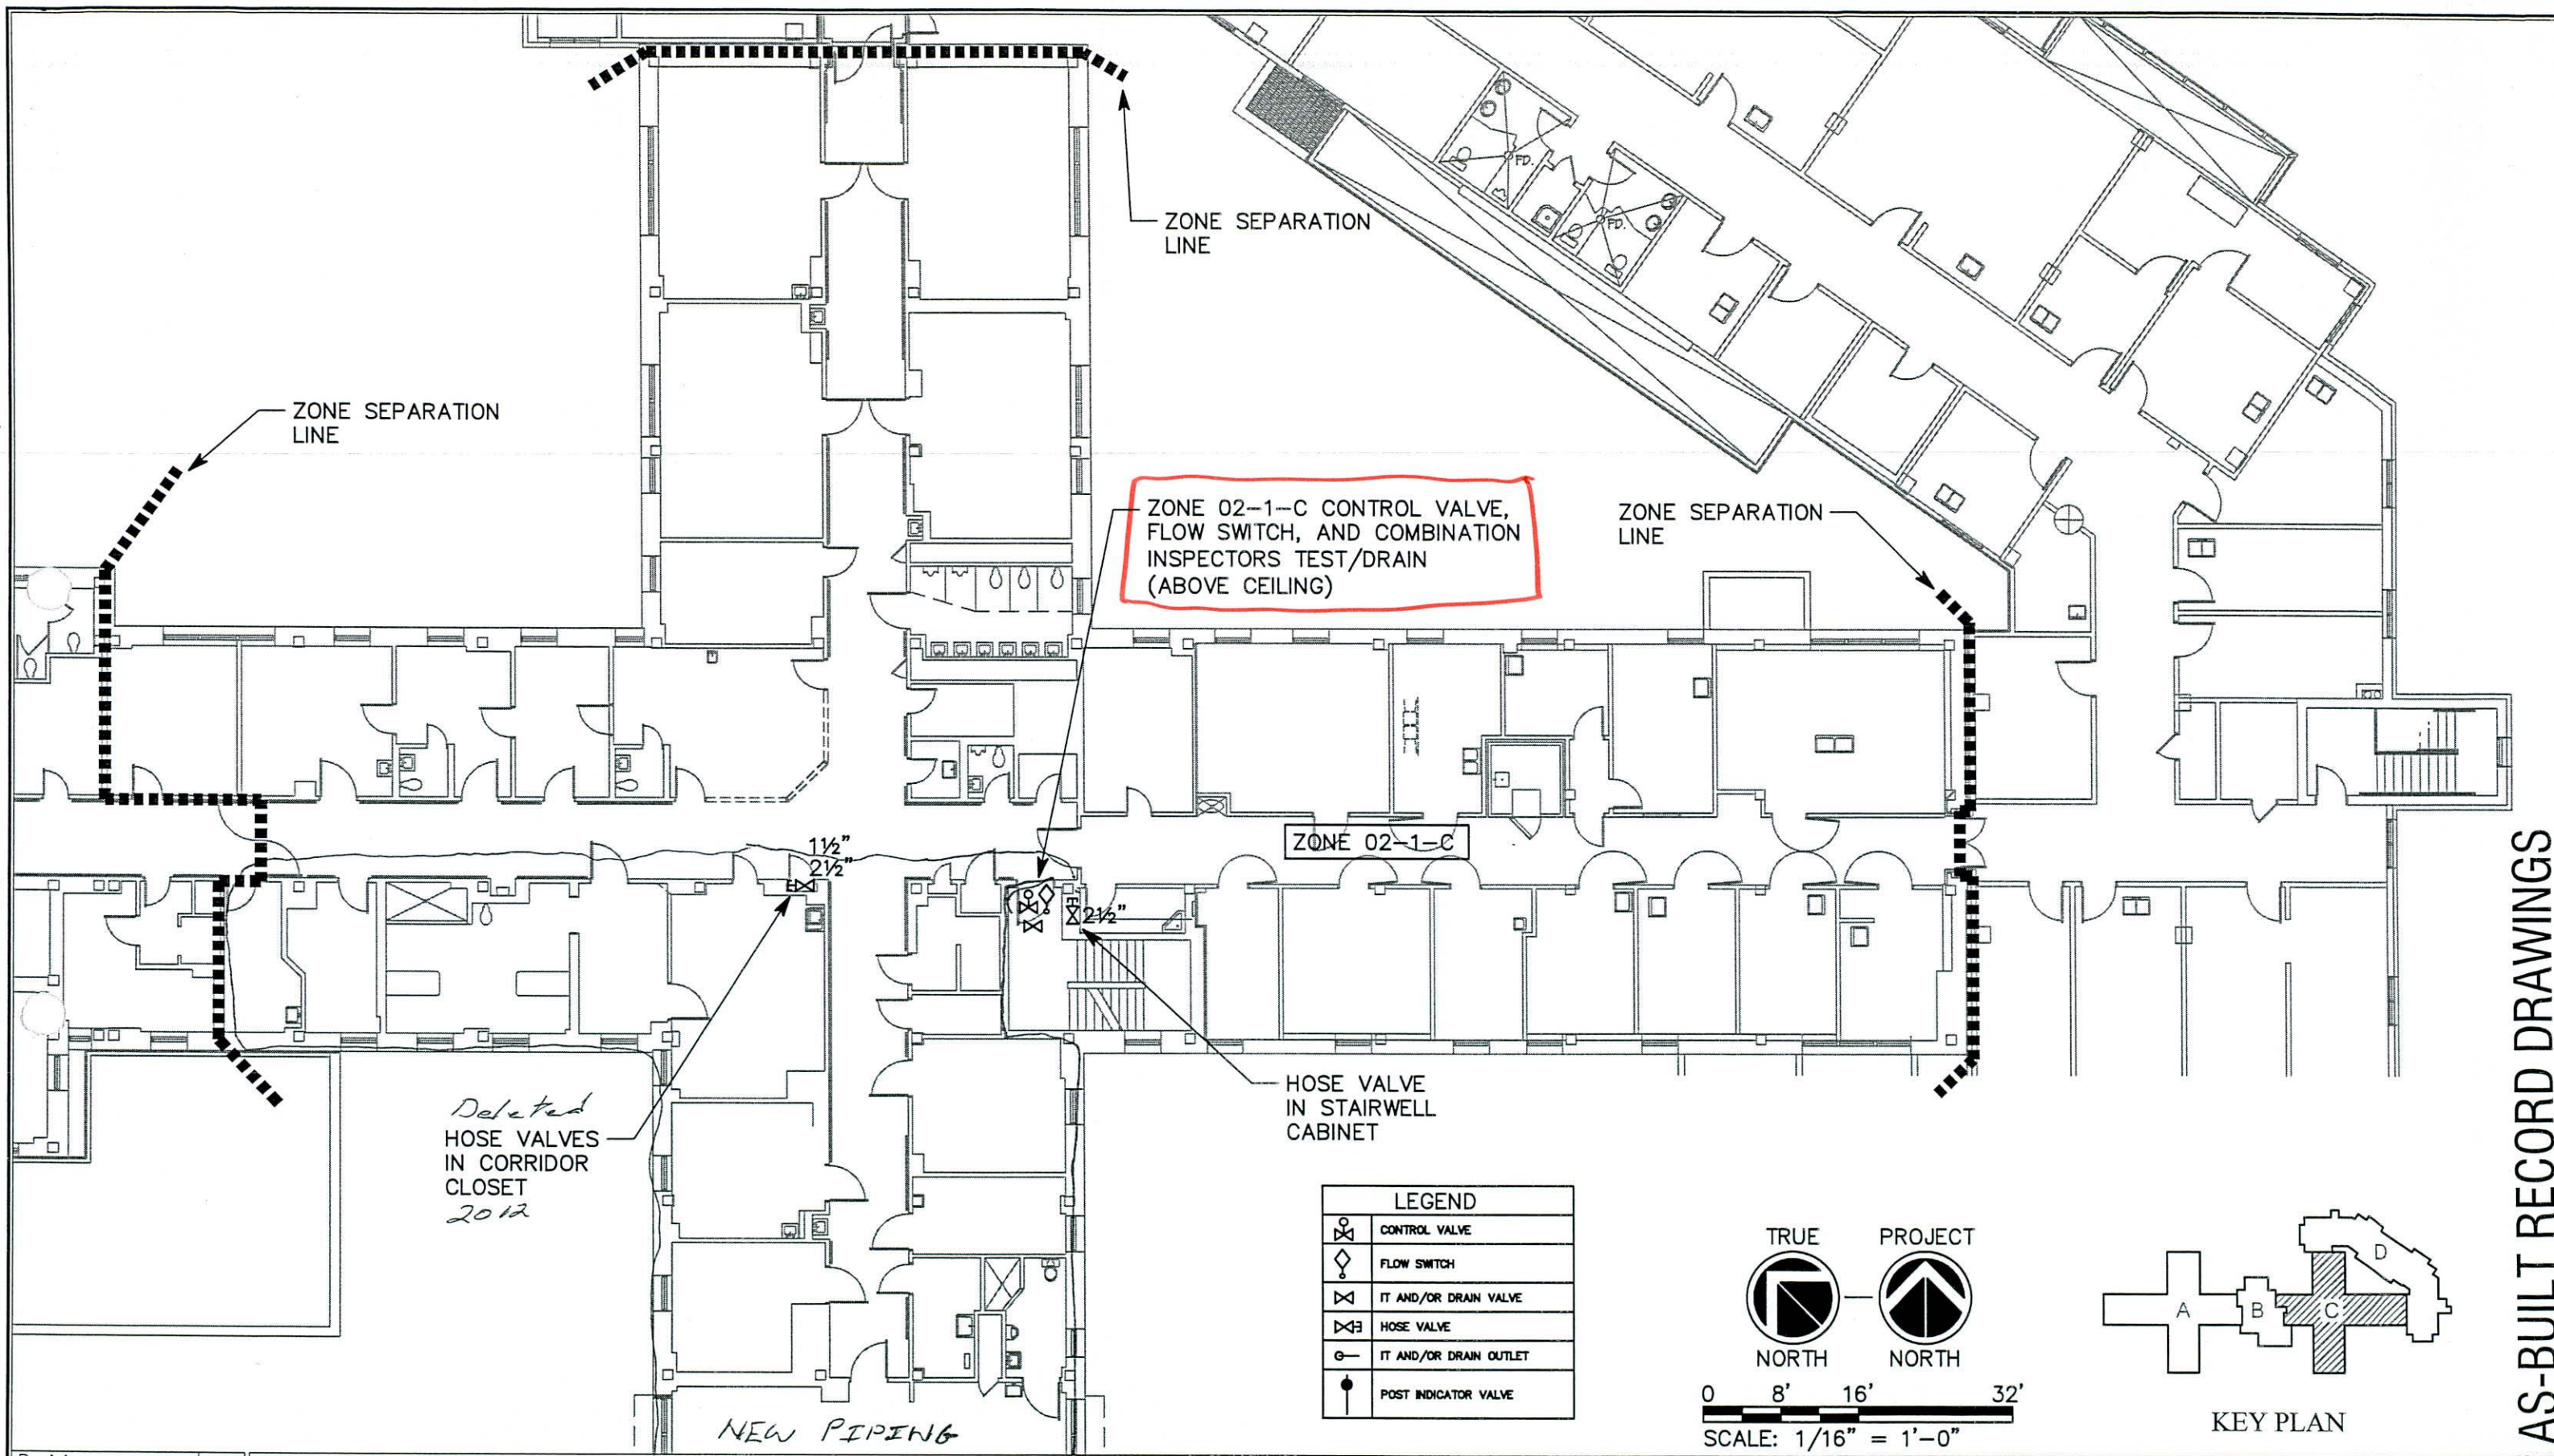 ZONE SEPARATION
LINE
FD.
FD.
ZONE SEPARATION
LINE
ZONE 02-1-C CONTROL VALVE,
FLOW SWITCH, AND COMBINATION
INSPECTORS TEST/DRAIN
(ABOVE CEILING)
ZONE SEPARATION
LINE
1½"
2½"
ZONE 02-1-C
2½"
Deleted
HOSE VALVES
IN CORRIDOR
CLOSET
2012
HOSE VALVE
IN STAIRWELL
CABINET
NEW PIPING
LEGEND
CONTROL VALVE
FLOW SWITCH
IT AND/OR DRAIN VALVE
HOSE VALVE
IT AND/OR DRAIN OUTLET
POST INDICATOR VALVE
TRUE
NORTH
PROJECT
NORTH
0 8' 16' 32'
SCALE: 1/16" = 1'-0"
A B C D
KEY PLAN
AS-BUILT RECORD DRAWINGS